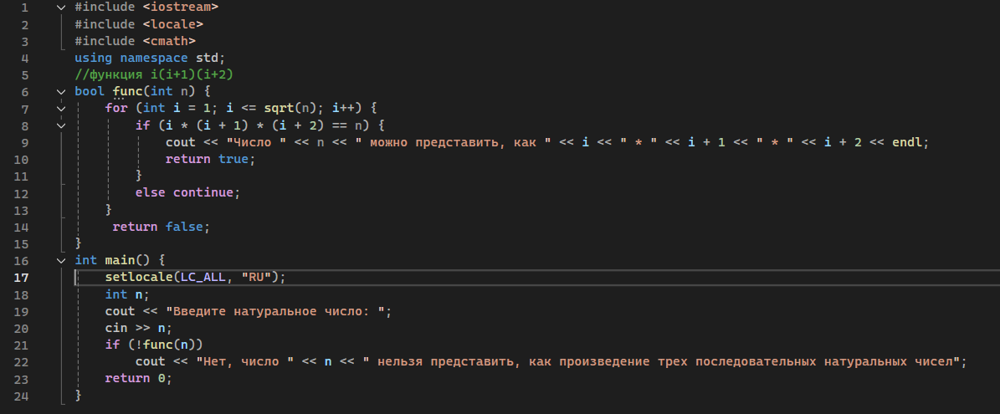 1 #include <iostream>
2 #include <locale>
3 #include <cmath>
4 using namespace std;
5 //функция i(i+1)(i+2)
6 bool func(int n) {
7 for (int i = 1; i <= sqrt(n); i++) {
8 if (i * (i + 1) * (i + 2) == n) {
9 cout << "Число " << n << " можно представить, как " << i << " * " << i + 1 << " * " << i + 2 << endl;
10 return true;
11 }
12 else continue;
13 }
14 return false;
15 }
16 int main() {
17 setlocale(LC_ALL, "RU");
18 int n;
19 cout << "Введите натуральное число: ";
20 cin >> n;
21 if (!func(n))
22 cout << "Нет, число " << n << " нельзя представить, как произведение трех последовательных натуральных чисел";
23 return 0;
24 }